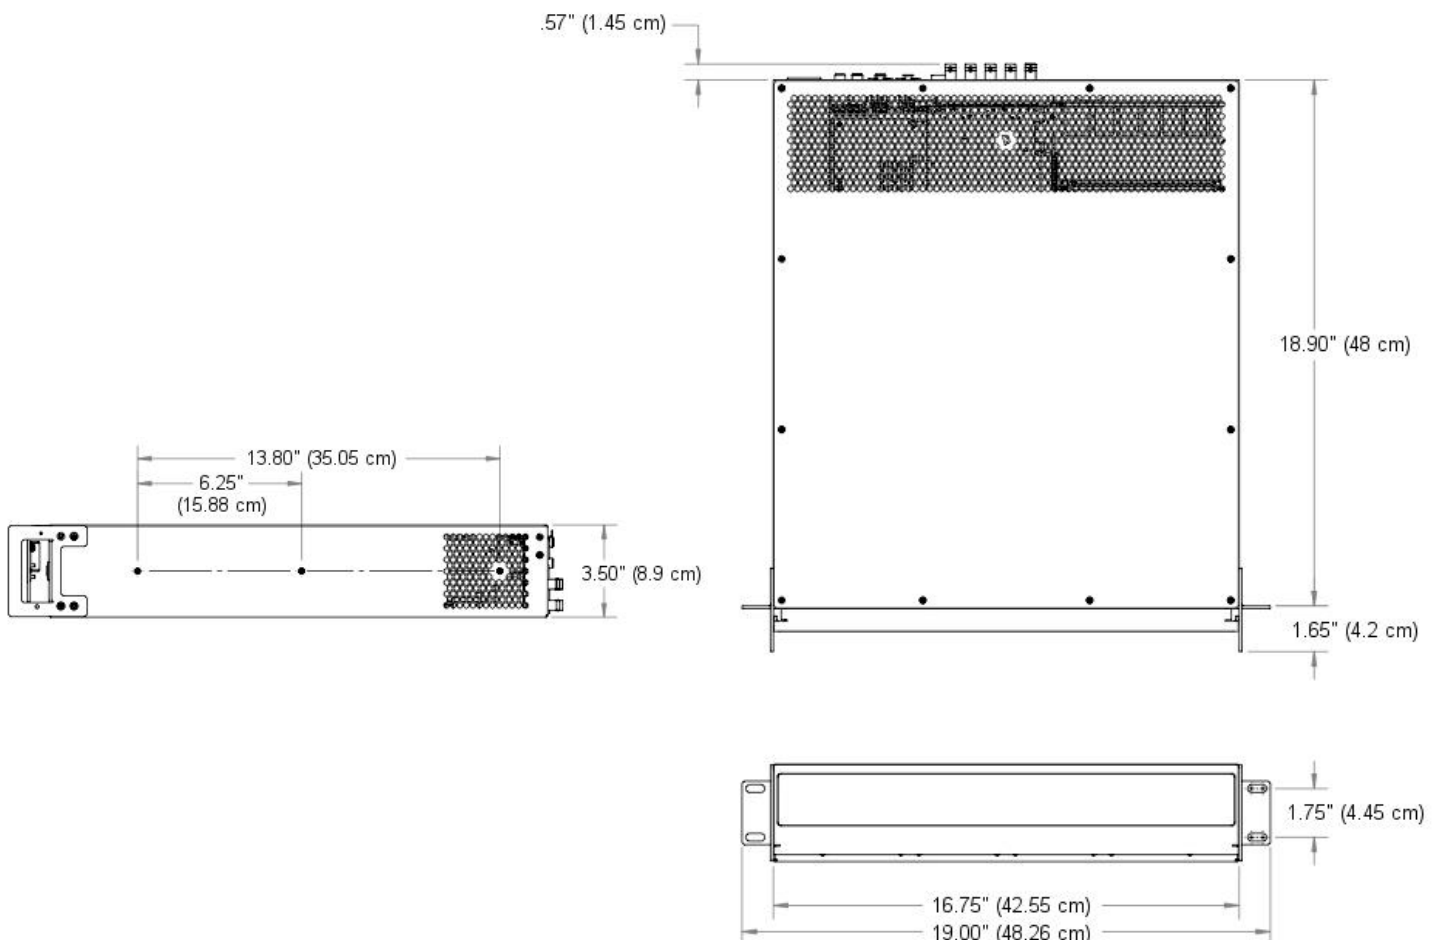 .57" (1.45 cm)
18.90" (48 cm)
13.80" (35.05 cm)
6.25"
(15.88 cm)
3.50" (8.9 cm)
1.65" (4.2 cm)
1.75" (4.45 cm)
16.75" (42.55 cm)
19.00" (48.26 cm)